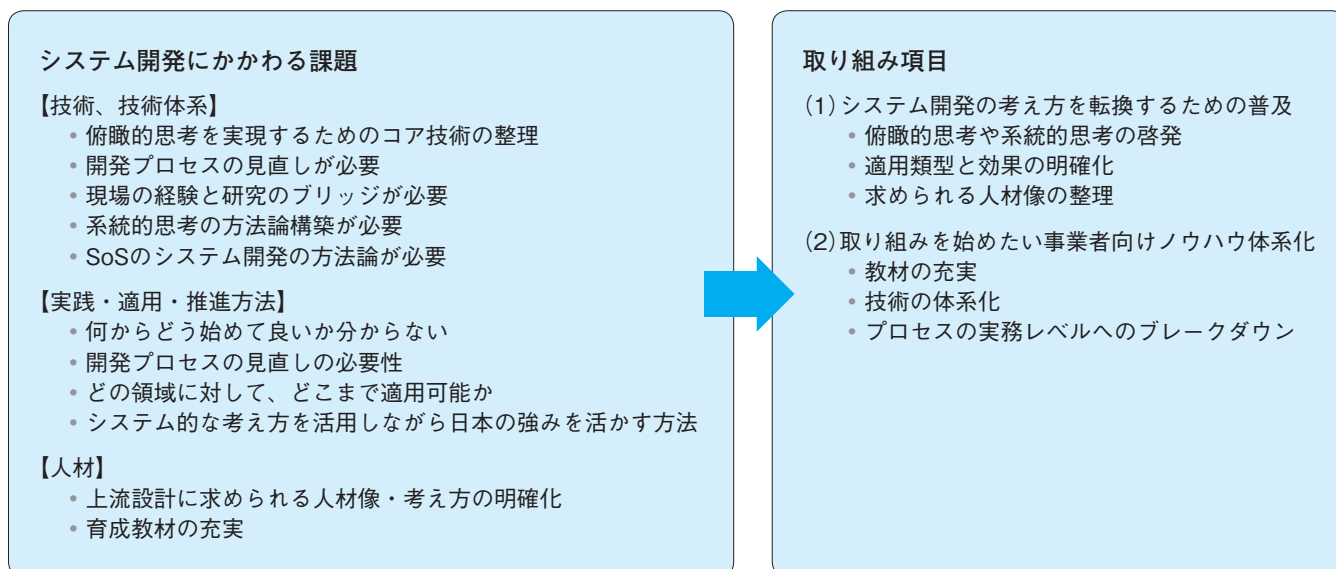 システム開発にかかわる課題
【技術、技術体系】
• 俯瞰的思考を実現するためのコア技術の整理
• 開発プロセスの見直しが必要
• 現場の経験と研究のブリッジが必要
• 系統的思考の方法論構築が必要
• SoSのシステム開発の方法論が必要
【実践・適用・推進方法】
• 何からどう始めて良いか分からない
• 開発プロセスの見直しの必要性
• どの領域に対して、どこまで適用可能か
• システム的な考え方を活用しながら日本の強みを活かす方法
【人材】
• 上流設計に求められる人材像・考え方の明確化
• 育成教材の充実
取り組み項目
(1)システム開発の考え方を転換するための普及
• 俯瞰的思考や系統的思考の啓発
• 適用類型と効果の明確化
• 求められる人材像の整理
(2)取り組みを始めたい事業者向けノウハウ体系化
• 教材の充実
• 技術の体系化
• プロセスの実務レベルへのブレークダウン